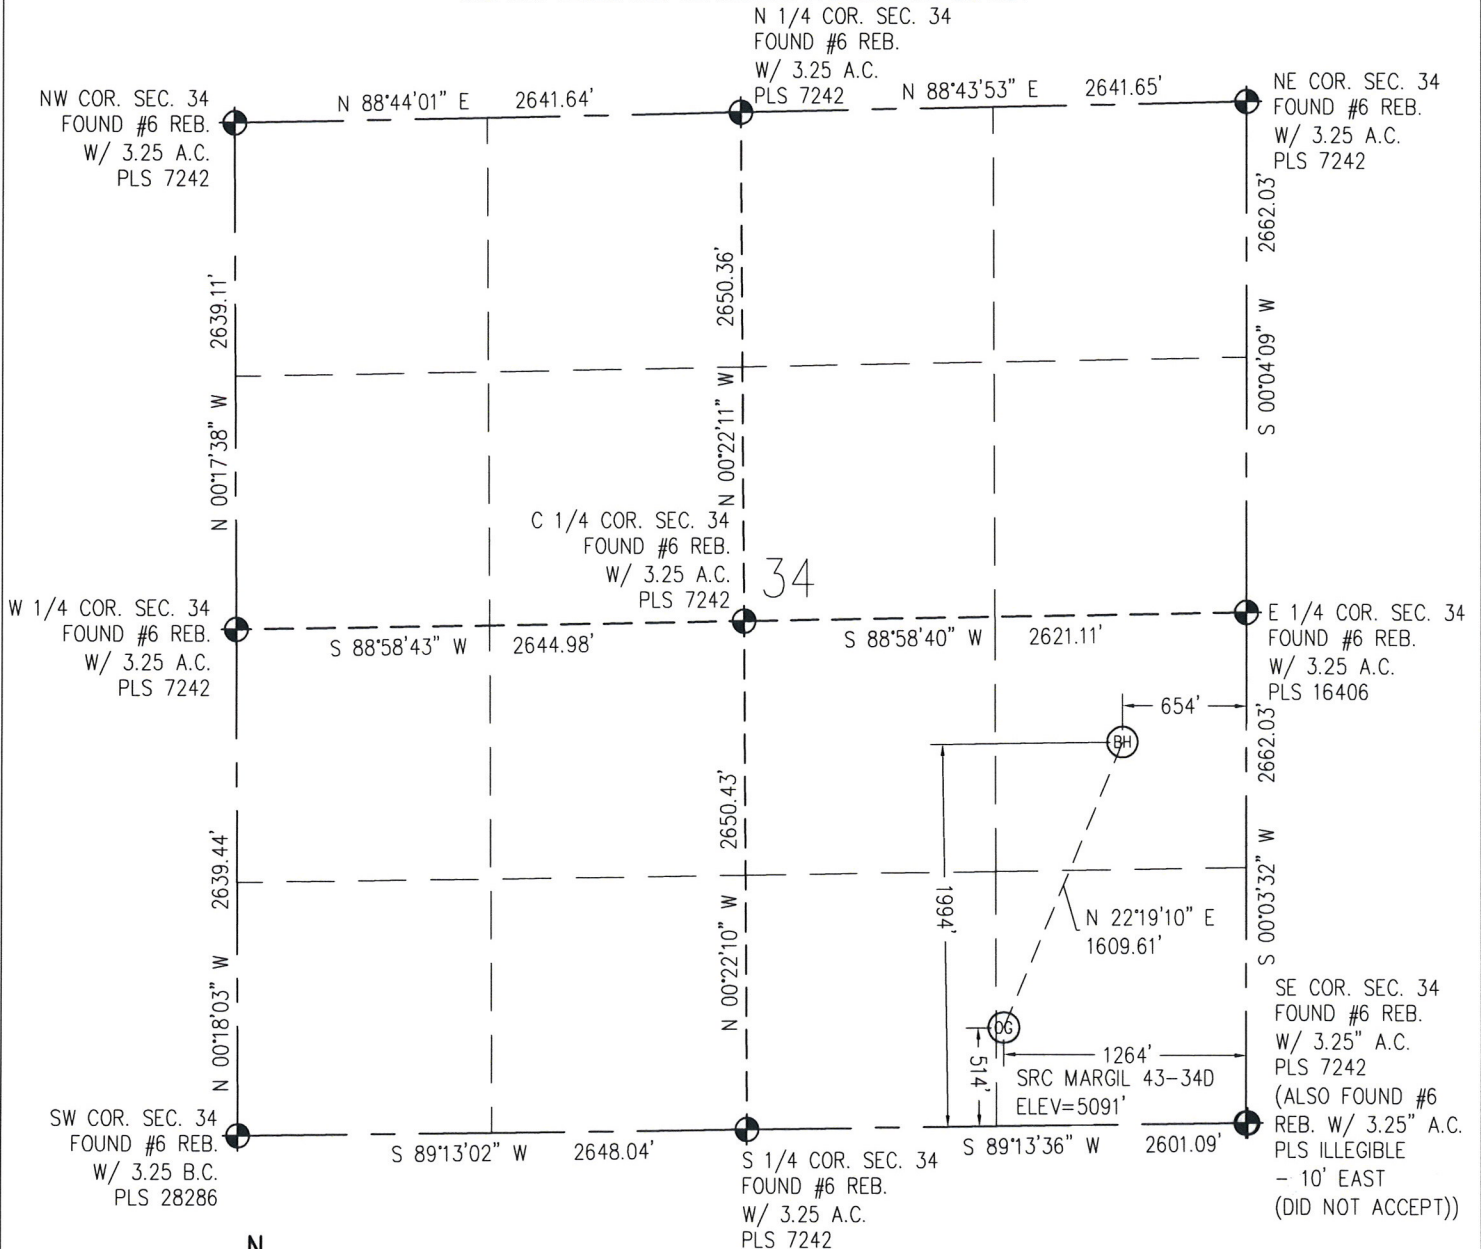 N 1/4 COR. SEC. 34
FOUND #6 REB.
W/ 3.25 A.C.
PLS 7242
NW COR. SEC. 34
FOUND #6 REB.
W/ 3.25 A.C.
PLS 7242
N 88°44'01" E 2641.64'
N 88°43'53" E 2641.65'
NE COR. SEC. 34
FOUND #6 REB.
W/ 3.25 A.C.
PLS 7242
2639.11'
N 00°17'38" W
2650.36'
N 00°22'11" W
2662.03'
S 00°04'09" W
C 1/4 COR. SEC. 34
FOUND #6 REB.
W/ 3.25 A.C.
PLS 7242
34
W 1/4 COR. SEC. 34
FOUND #6 REB.
W/ 3.25 A.C.
PLS 7242
S 88°58'43" W 2644.98'
S 88°58'40" W 2621.11'
E 1/4 COR. SEC. 34
FOUND #6 REB.
W/ 3.25 A.C.
PLS 16406
654'
BH
2639.44'
N 00°18'03" W
2650.43'
N 00°22'10" W
1994'
N 22°19'10" E
1609.61'
2662.03'
S 00°03'32" W
OG
514'
1264'
SRC MARGIL 43-34D
ELEV=5091'
SE COR. SEC. 34
FOUND #6 REB.
W/ 3.25" A.C.
PLS 7242
(ALSO FOUND #6
REB. W/ 3.25" A.C.
PLS ILLEGIBLE
- 10' EAST
(DID NOT ACCEPT))
SW COR. SEC. 34
FOUND #6 REB.
W/ 3.25 B.C.
PLS 28286
S 89°13'02" W 2648.04'
S 89°13'36" W 2601.09'
S 1/4 COR. SEC. 34
FOUND #6 REB.
W/ 3.25 A.C.
PLS 7242
N